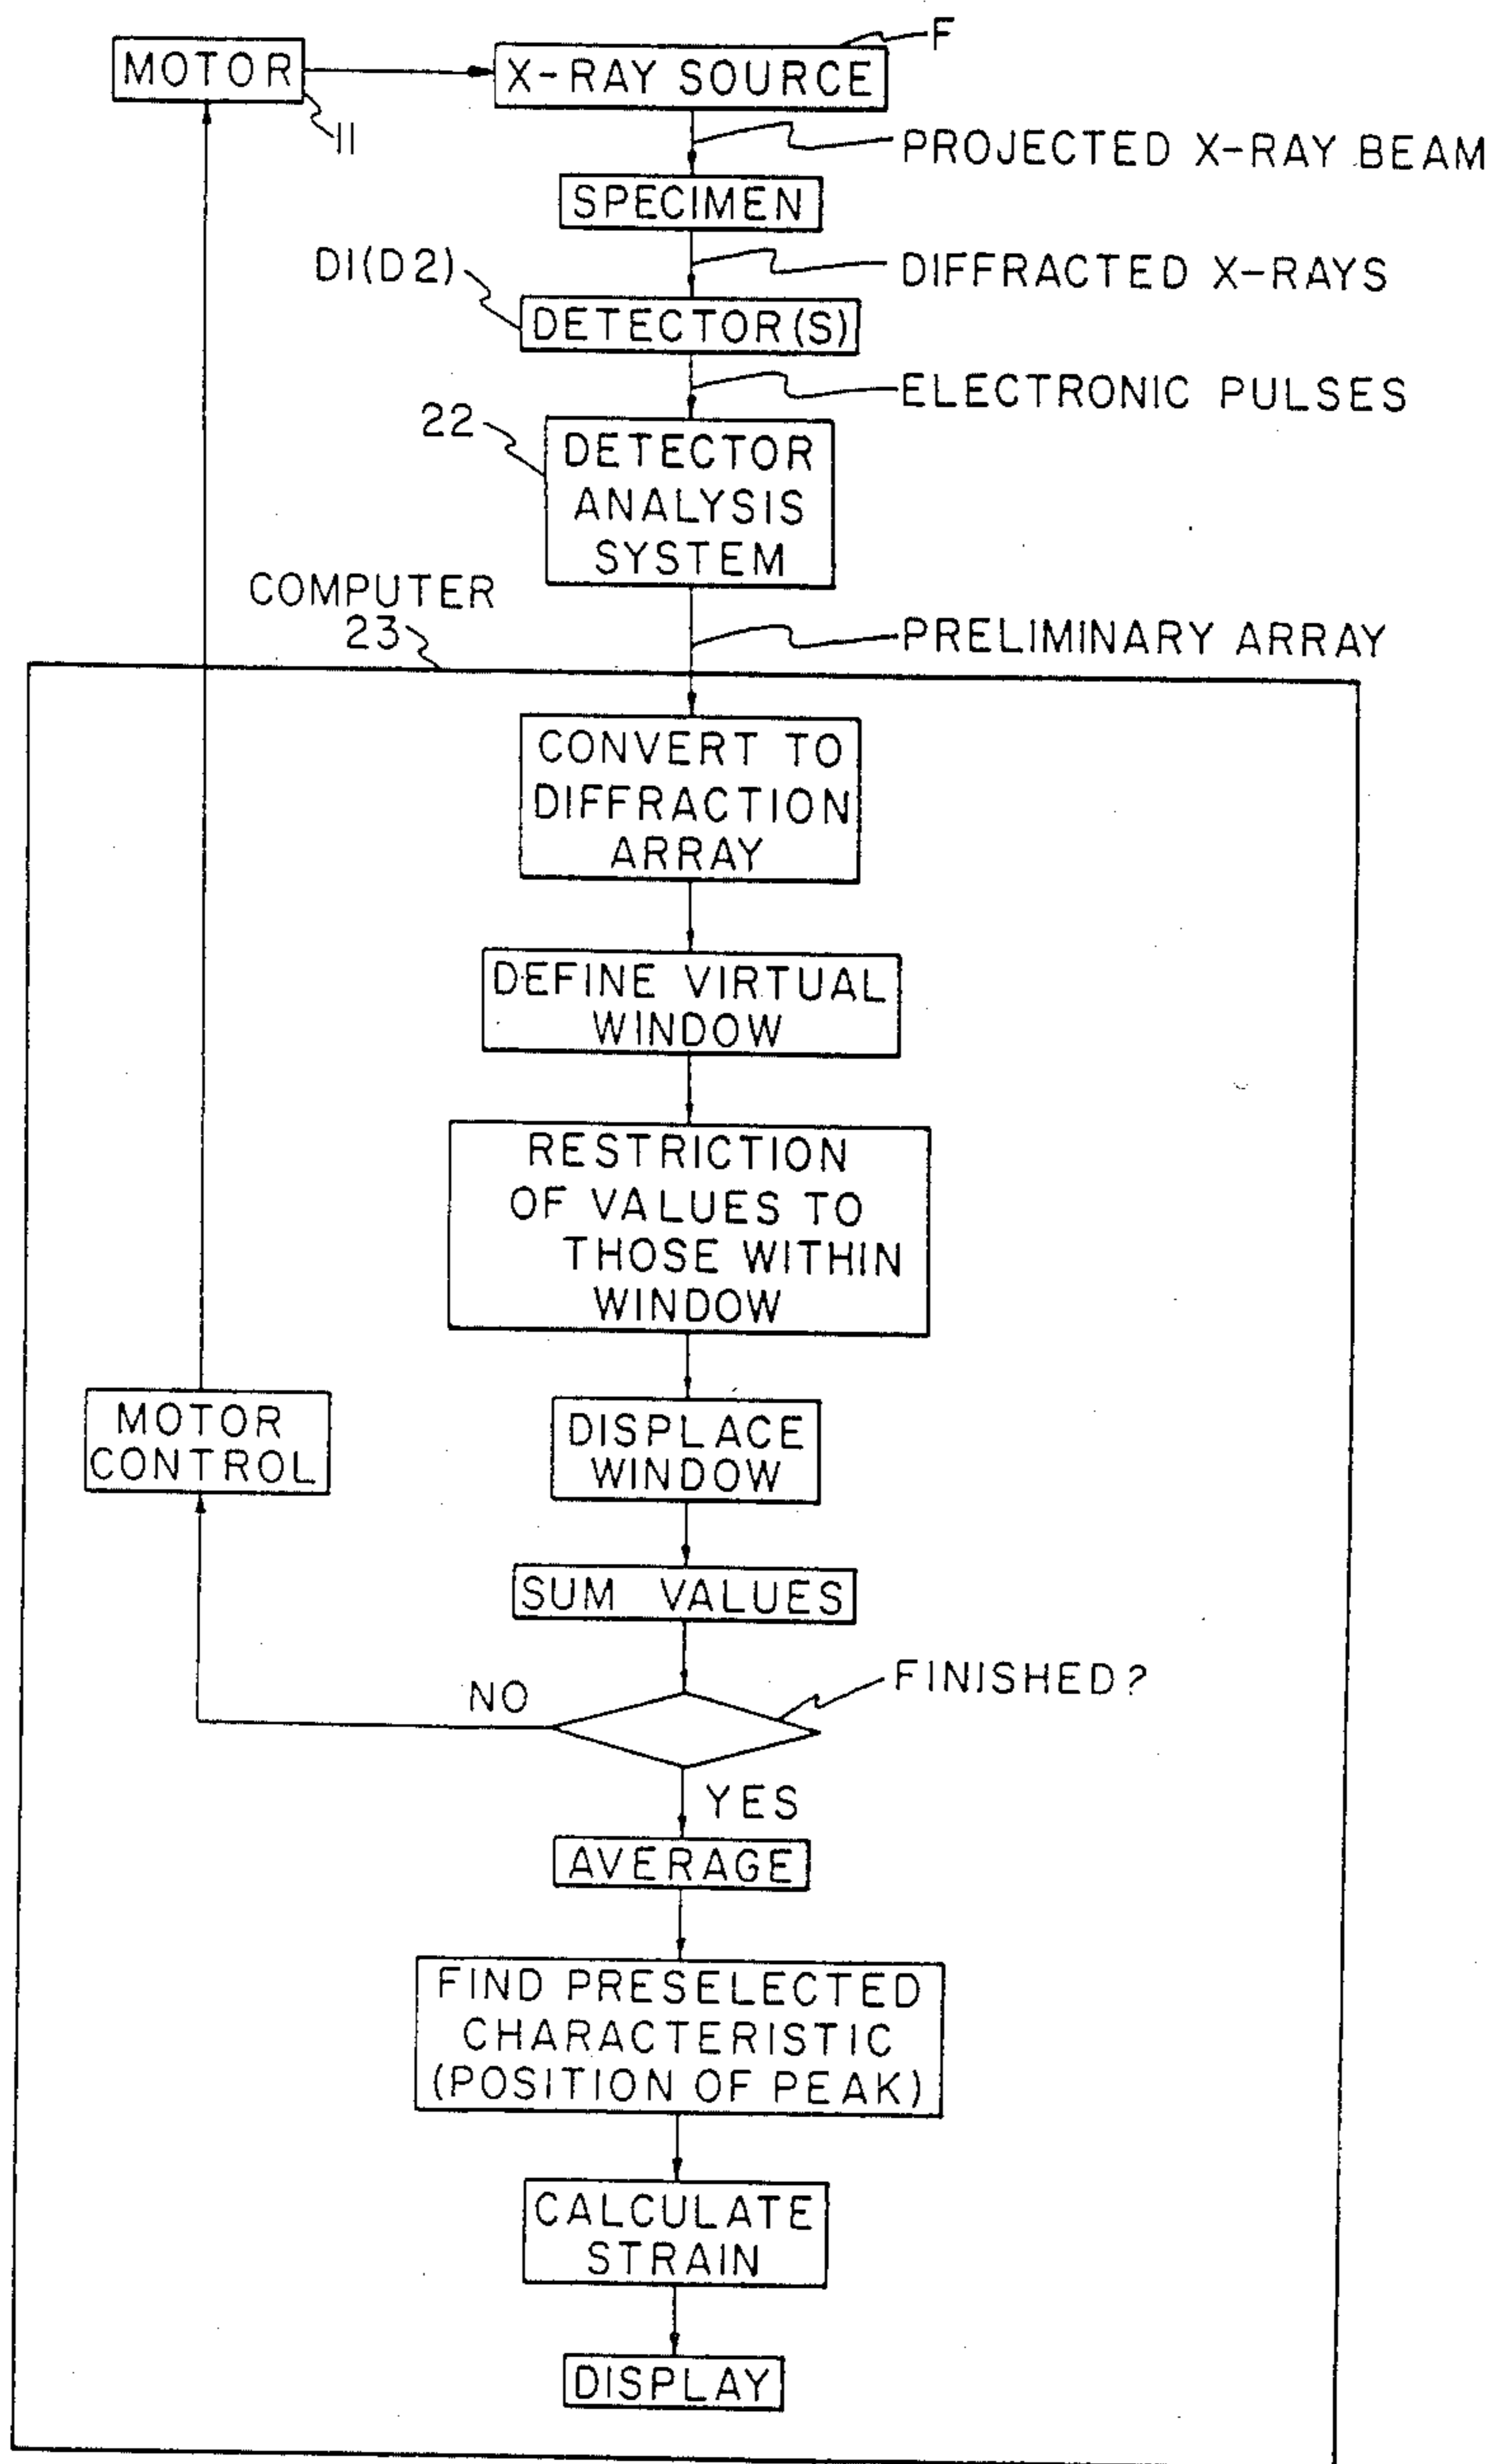 F
MOTOR
X-RAY SOURCE
11
PROJECTED X-RAY BEAM
SPECIMEN
D1(D2)
DIFFRACTED X-RAYS
DETECTOR(S)
ELECTRONIC PULSES
22
DETECTOR
ANALYSIS
SYSTEM
COMPUTER
23
PRELIMINARY ARRAY
CONVERT TO
DIFFRACTION
ARRAY
DEFINE VIRTUAL
WINDOW
RESTRICTION
OF VALUES TO
THOSE WITHIN
WINDOW
MOTOR
CONTROL
DISPLACE
WINDOW
SUM VALUES
FINISHED?
NO
YES
AVERAGE
FIND PRESELECTED
CHARACTERISTIC
(POSITION OF PEAK)
CALCULATE
STRAIN
DISPLAY